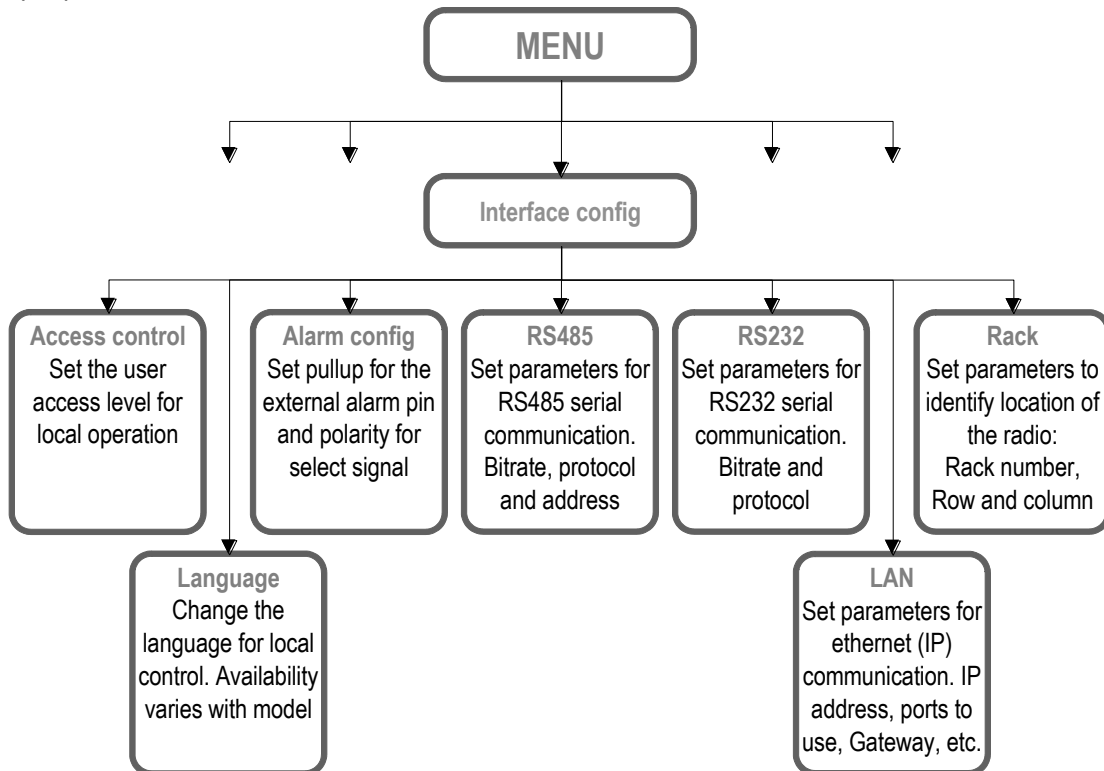 MENU
Interface config
Access control
Set the user
access level for
local operation
Alarm config
Set pullup for the
external alarm pin
and polarity for
select signal
RS485
Set parameters for
RS485 serial
communication.
Bitrate, protocol
and address
RS232
Set parameters for
RS232 serial
communication.
Bitrate and
protocol
Rack
Set parameters to
identify location of
the radio:
Rack number,
Row and column
Language
Change the
language for local
control. Availability
varies with model
LAN
Set parameters for
ethernet (IP)
communication. IP
address, ports to
use, Gateway, etc.